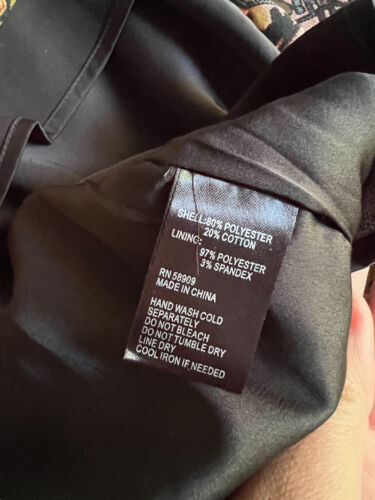 SHELL:80% POLYESTER
20% COTTON
LINING:
97% POLYESTER
3% SPANDEX
RN 58909
MADE IN CHINA
HAND WASH COLD
SEPARATELY
DO NOT BLEACH
DO NOT TUMBLE DRY
LINE DRY
COOL IRON IF NEEDED